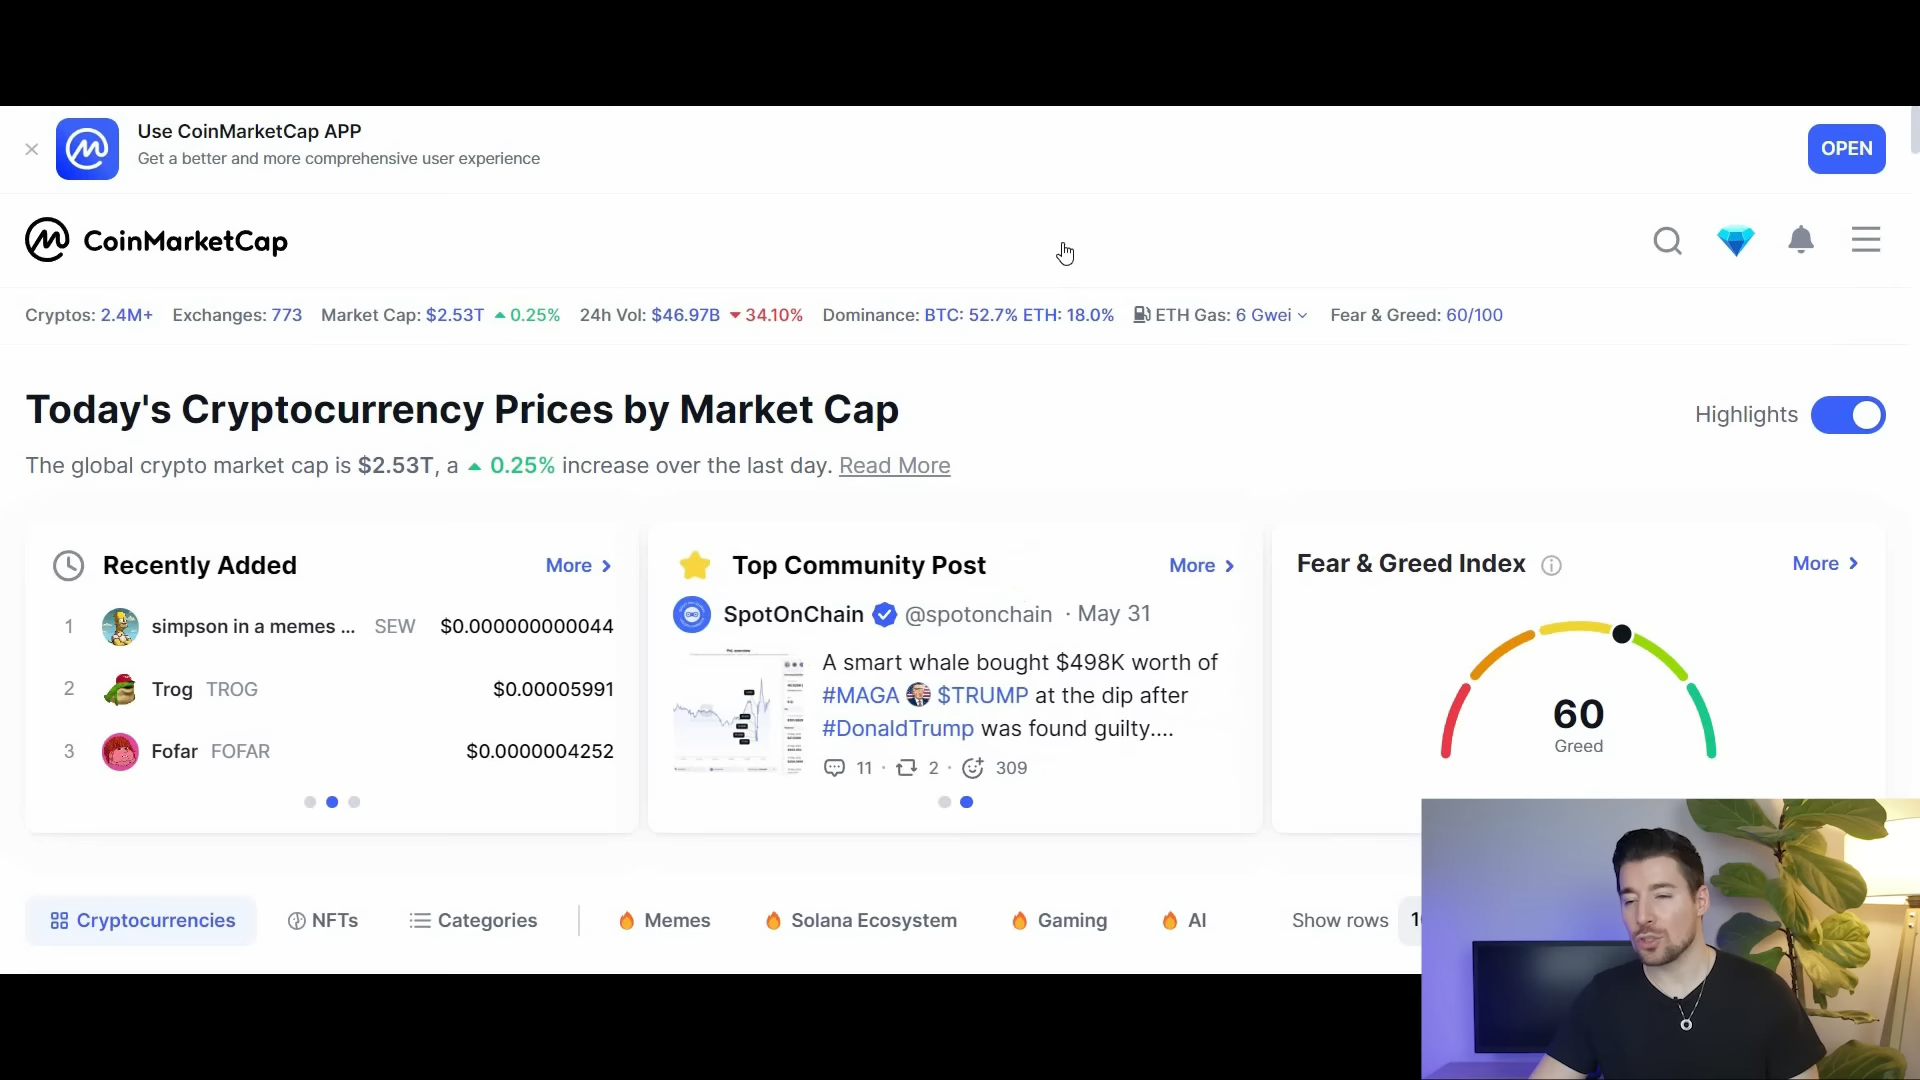 Use CoinMarketCap APP
Get a better and more comprehensive user experience
OPEN
CoinMarketCap
Cryptos: 2.4M+ Exchanges: 773 Market Cap: $2.53T 0.25% 24h Vol: $46.97B 34.10% Dominance: BTC: 52.7% ETH: 18.0% ETH Gas: 6 Gwei Fear & Greed: 60/100
Today's Cryptocurrency Prices by Market Cap
Highlights
The global crypto market cap is $2.53T, a 0.25% increase over the last day. Read More
Recently Added
More
1 simpson in a memes ... SEW $0.000000000044
2 Trog TROG $0.00005991
3 Fofar FOFAR $0.0000004252
Top Community Post
More
SpotOnChain @spotonchain · May 31
A smart whale bought $498K worth of
#MAGA $TRUMP at the dip after
#DonaldTrump was found guilty....
11 · 2 · 309
Fear & Greed Index
More
60
Greed
Cryptocurrencies NFTs Categories Memes Solana Ecosystem Gaming AI Show rows